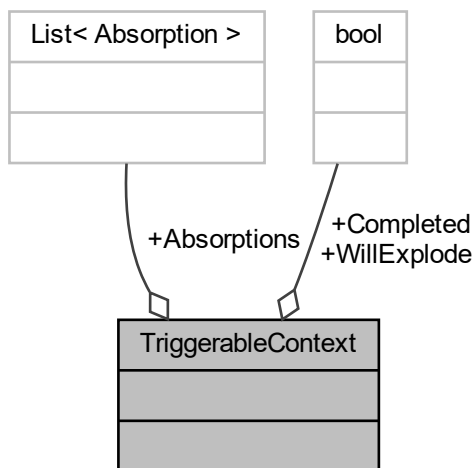 List< Absorption >
bool
+Absorptions
+Completed
+WillExplode
TriggerableContext